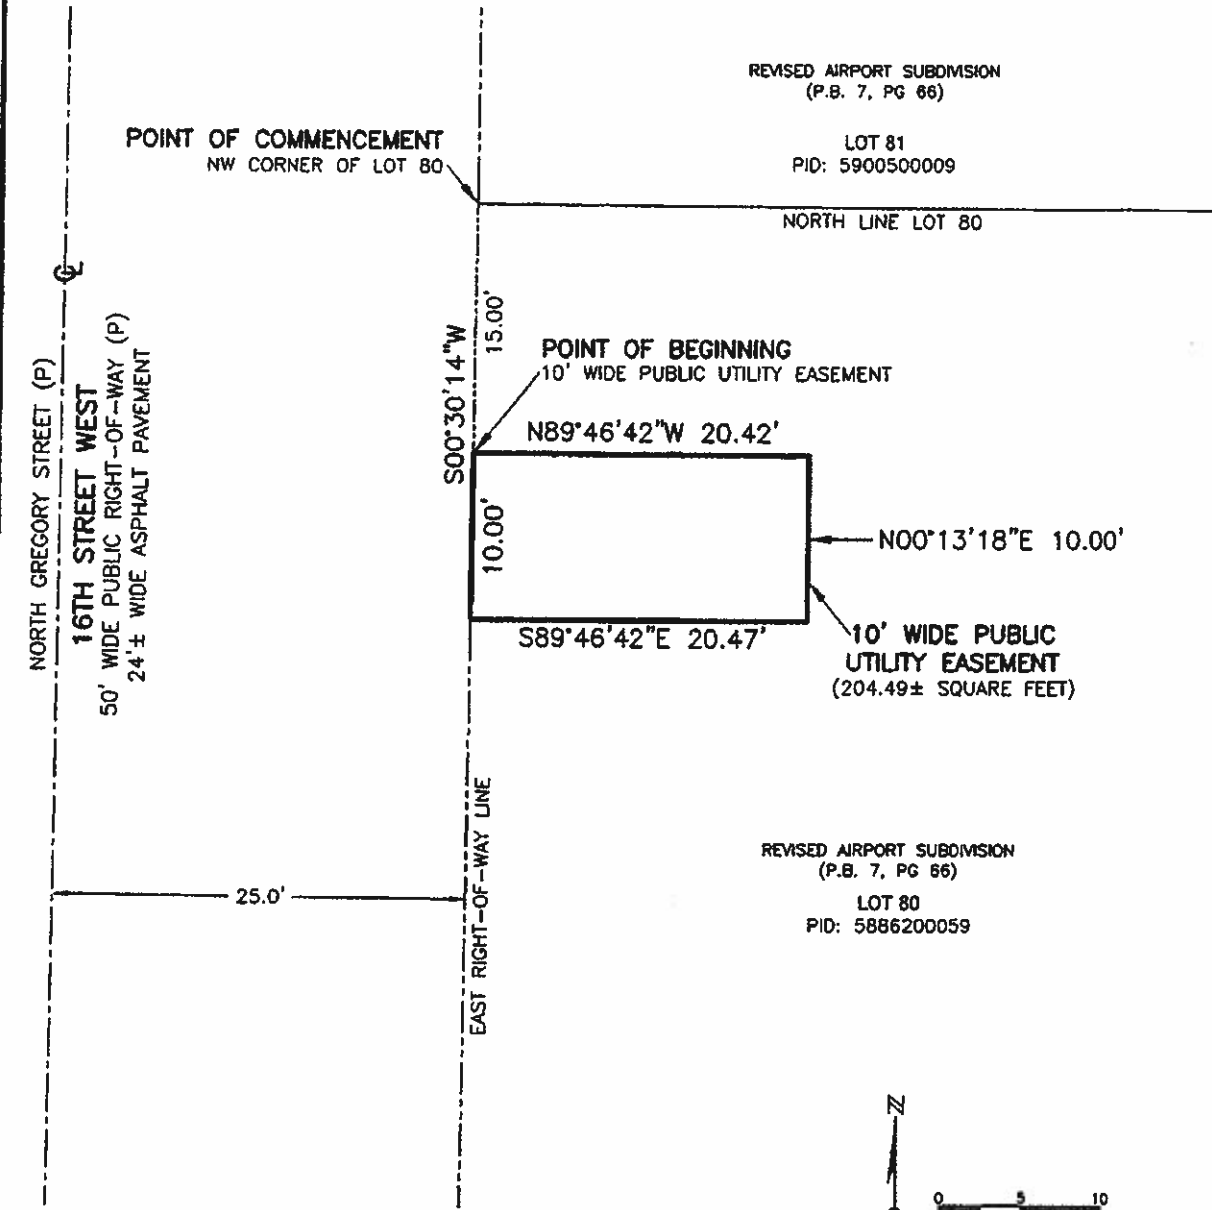 REVISED AIRPORT SUBDIVISION
(P.B. 7, PG 66)
LOT 81
PID: 5900500009
POINT OF COMMENCEMENT
NW CORNER OF LOT 80
NORTH LINE LOT 80
℄
NORTH GREGORY STREET (P)
16TH STREET WEST
50' WIDE PUBLIC RIGHT-OF-WAY (P)
24'± WIDE ASPHALT PAVEMENT
S00°30'14"W
15.00'
POINT OF BEGINNING
10' WIDE PUBLIC UTILITY EASEMENT
N89°46'42"W 20.42'
10.00'
N00°13'18"E 10.00'
S89°46'42"E 20.47'
10' WIDE PUBLIC
UTILITY EASEMENT
(204.49± SQUARE FEET)
EAST RIGHT-OF-WAY LINE
25.0'
REVISED AIRPORT SUBDIVISION
(P.B. 7, PG 66)
LOT 80
PID: 5886200059
N
0 5 10